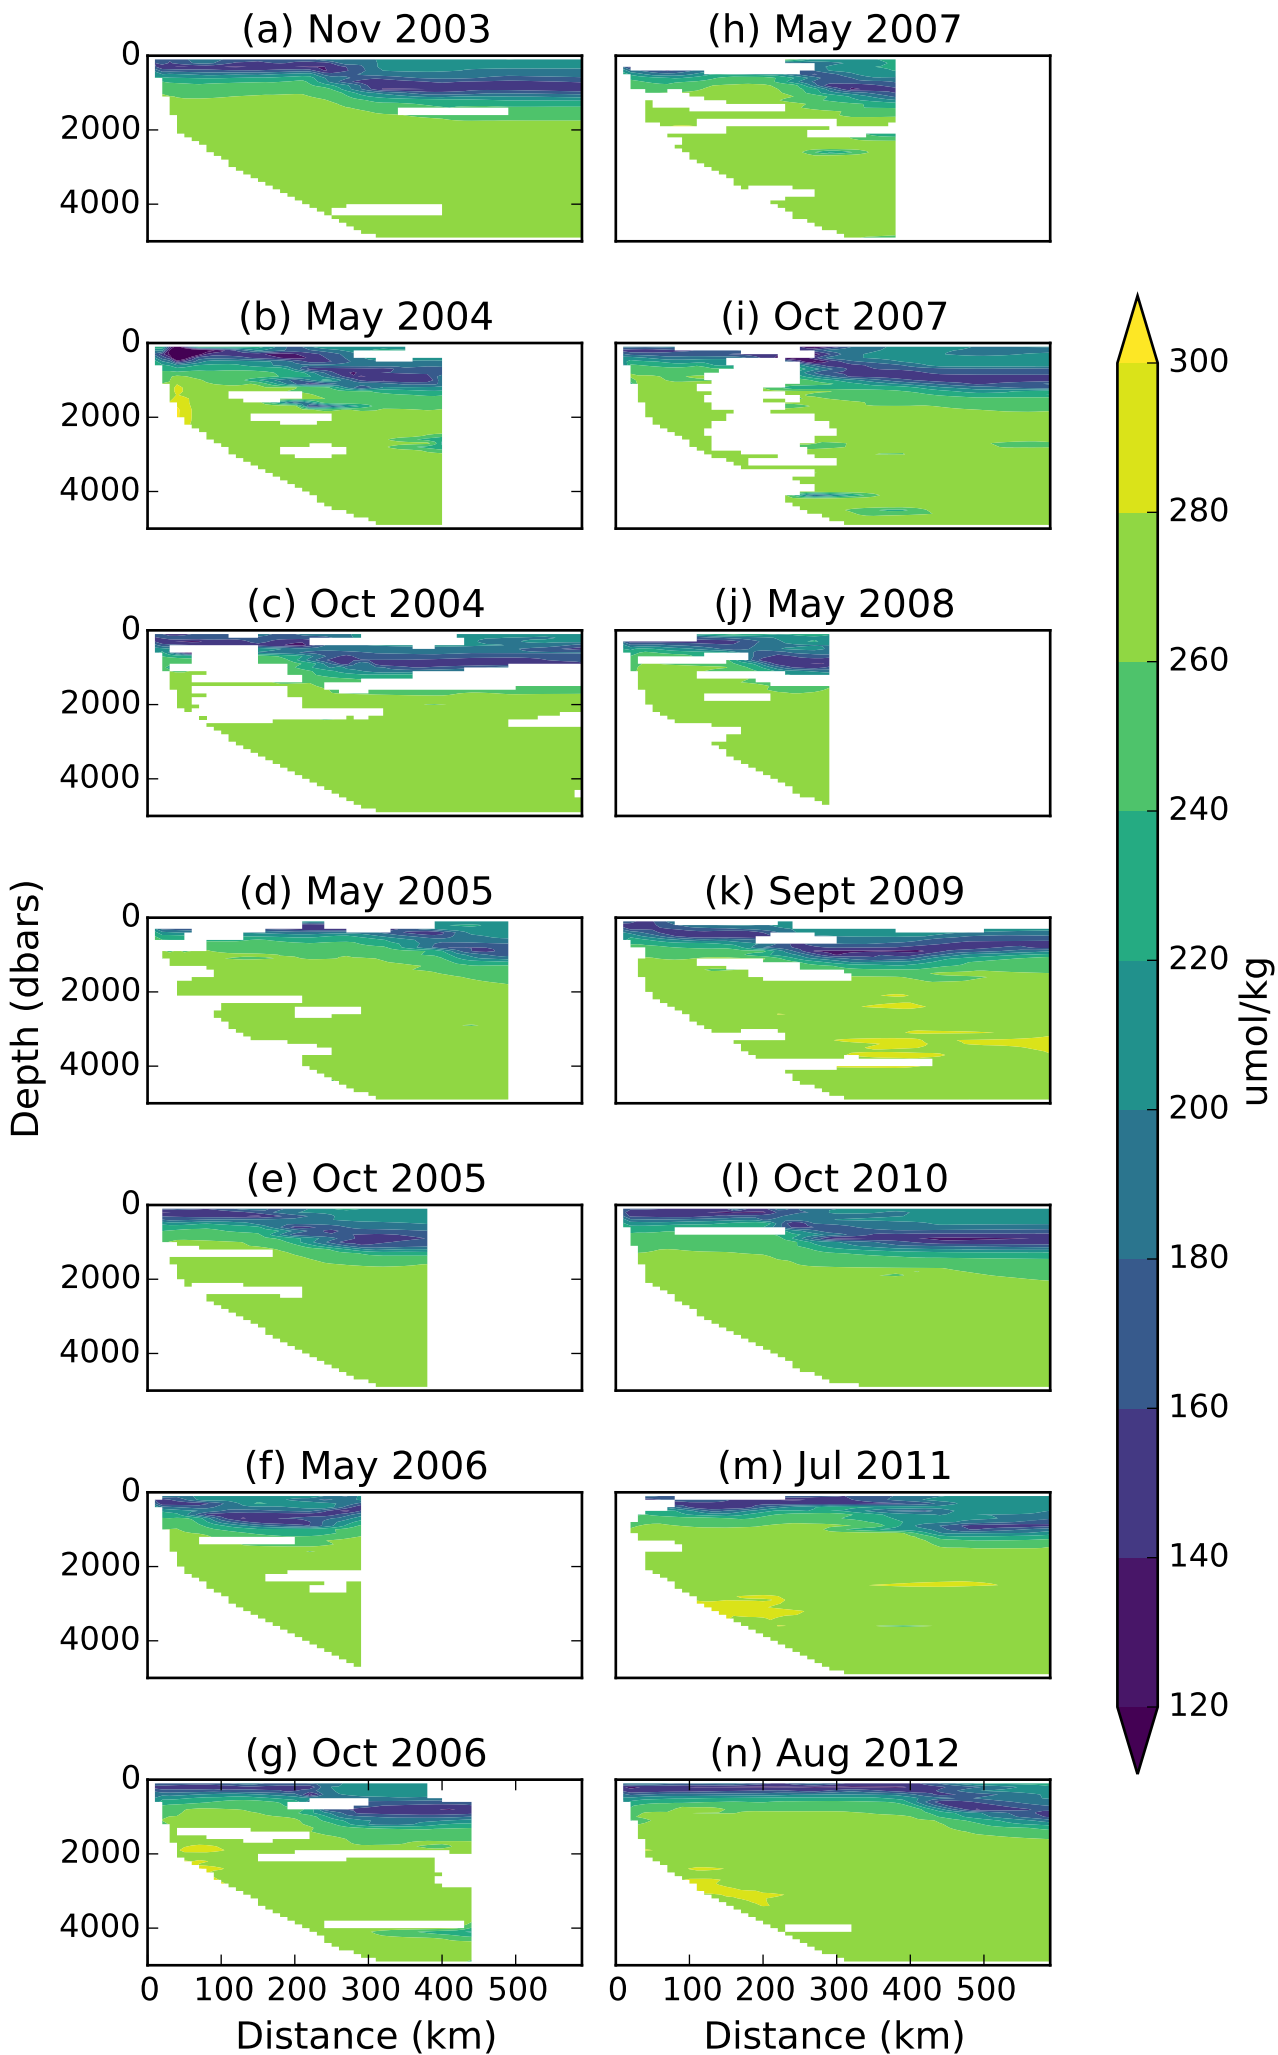 (a) Nov 2003
(h) May 2007
0
2000
4000
(b) May 2004
(i) Oct 2007
0
2000
4000
(c) Oct 2004
(j) May 2008
0
2000
4000
(d) May 2005
(k) Sept 2009
0
2000
4000
(e) Oct 2005
(l) Oct 2010
0
2000
4000
(f) May 2006
(m) Jul 2011
0
2000
4000
(g) Oct 2006
(n) Aug 2012
0
2000
4000
0 100 200 300 400 500
0 100 200 300 400 500
Distance (km)
Distance (km)
Depth (dbars)
300
280
260
240
220
200
180
160
140
120
umol/kg